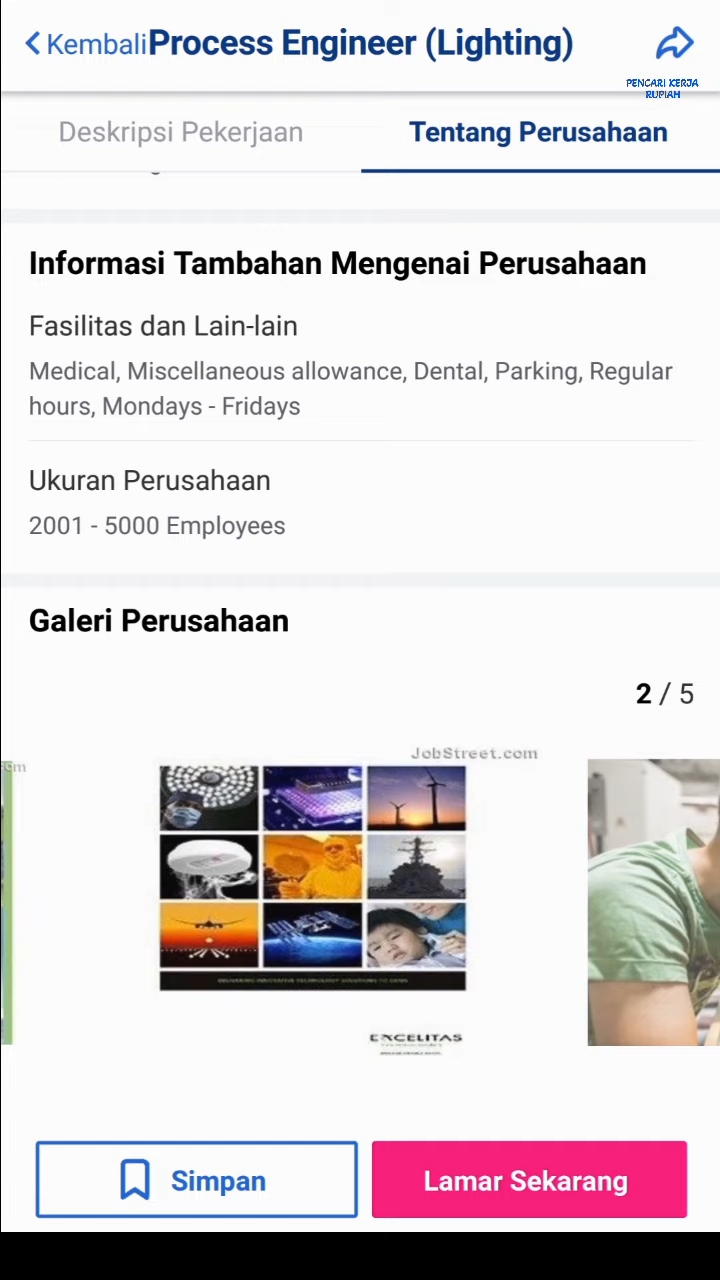 Kembali
Process Engineer (Lighting)
PENCARI KERJA
RUPIAH
Deskripsi Pekerjaan
Tentang Perusahaan
Informasi Tambahan Mengenai Perusahaan
Fasilitas dan Lain-lain
Medical, Miscellaneous allowance, Dental, Parking, Regular
hours, Mondays - Fridays
Ukuran Perusahaan
2001 - 5000 Employees
Galeri Perusahaan
2 / 5
JobStreet.com
EXCELITAS
Simpan
Lamar Sekarang